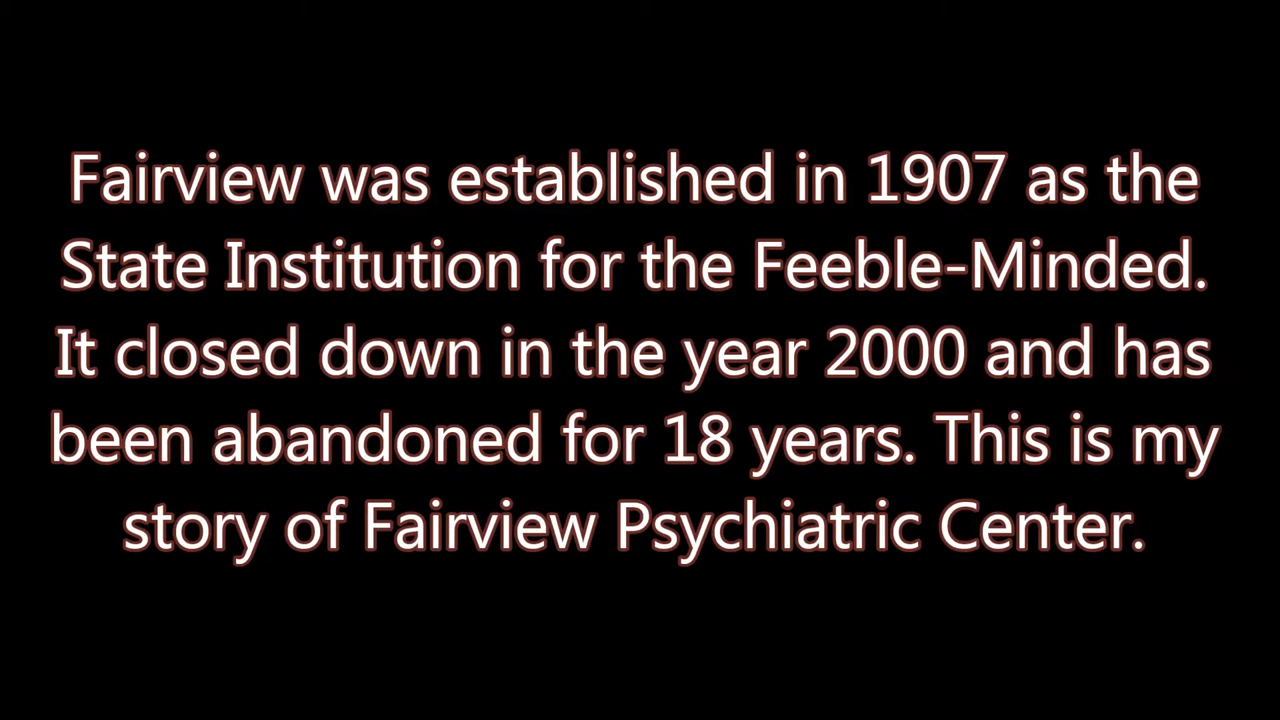 Fairview was established in 1907 as the
State Institution for the Feeble-Minded.
It closed down in the year 2000 and has
been abandoned for 18 years. This is my
story of Fairview Psychiatric Center.